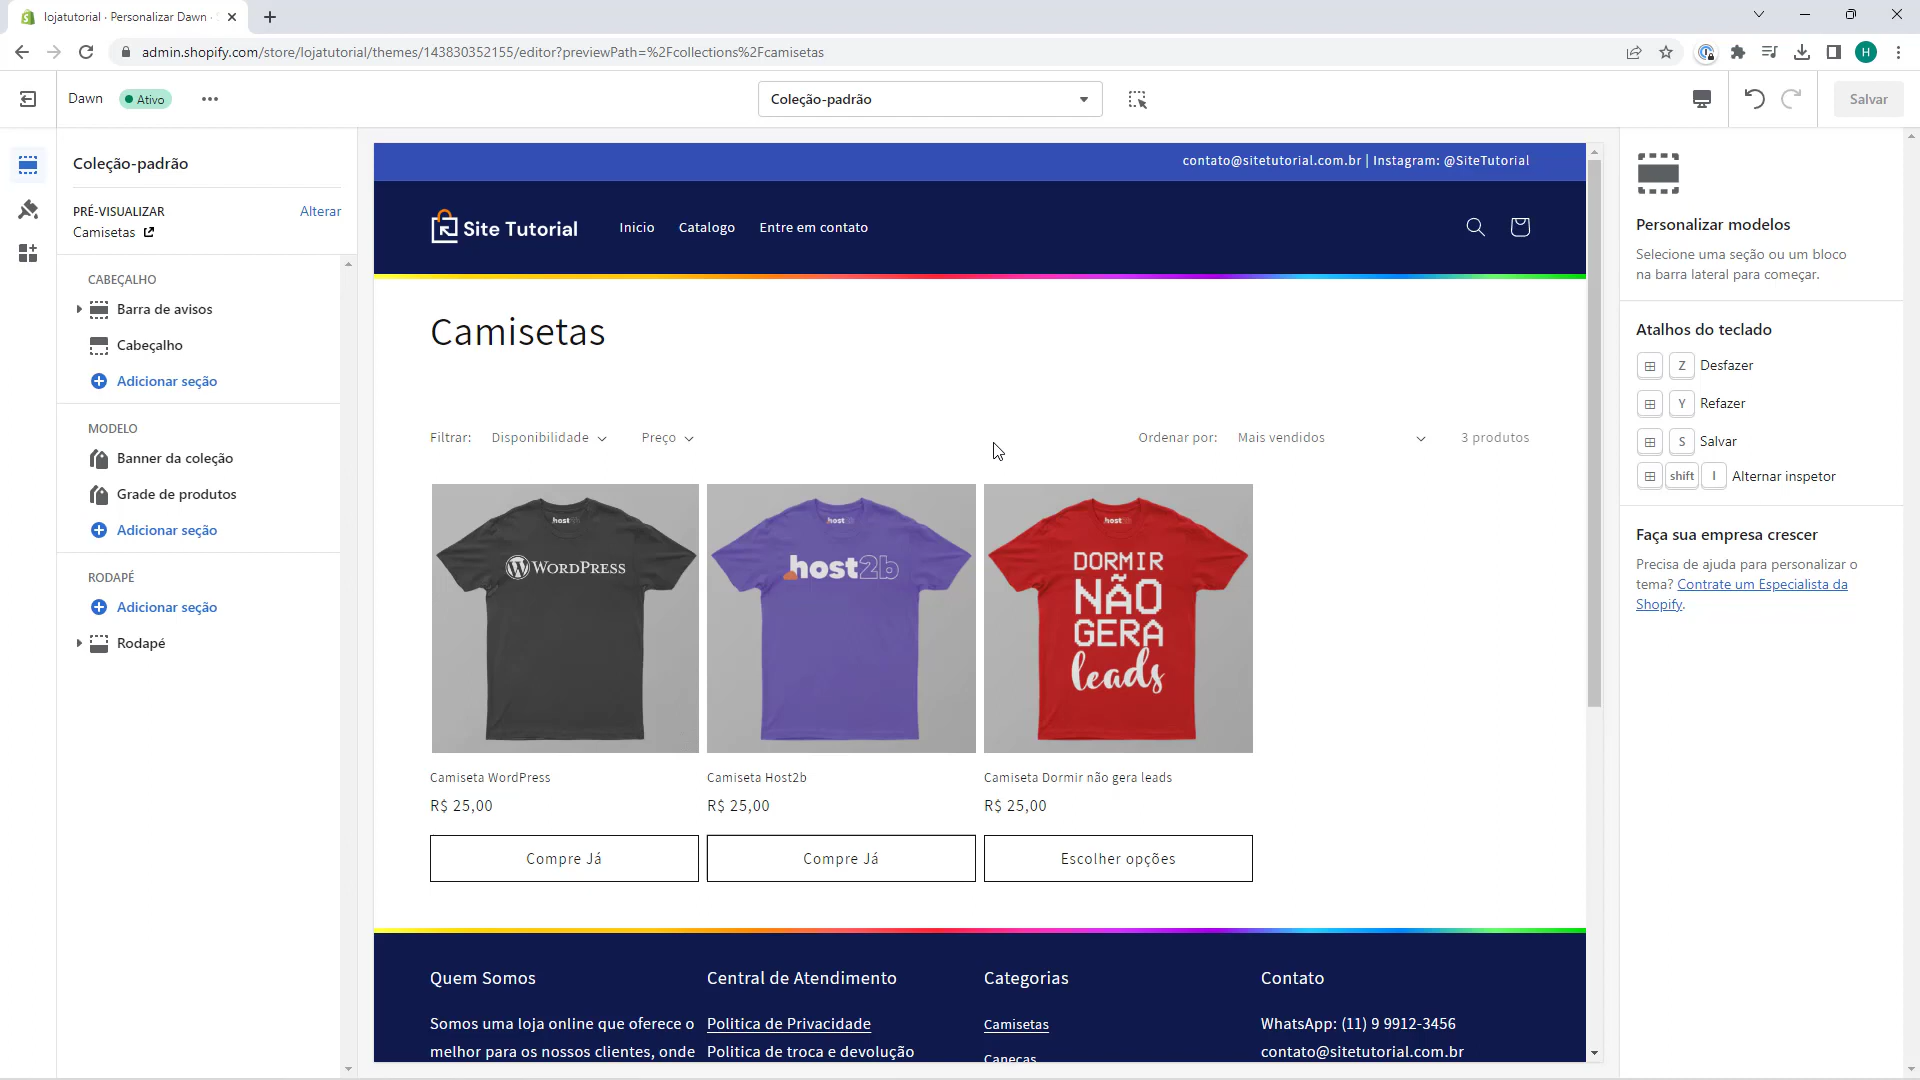 lojatutorial · Personalizar Dawn ·
admin.shopify.com/store/lojatutorial/themes/143830352155/editor?previewPath=%2Fcollections%2Fcamisetas
H
Dawn
Ativo
Coleção-padrão
Salvar
Coleção-padrão
PRÉ-VISUALIZAR
Alterar
Camisetas
CABEÇALHO
Barra de avisos
Cabeçalho
Adicionar seção
MODELO
Banner da coleção
Grade de produtos
Adicionar seção
RODAPÉ
Adicionar seção
Rodapé
contato@sitetutorial.com.br | Instagram: @SiteTutorial
Site Tutorial
Inicio
Catalogo
Entre em contato
Camisetas
Filtrar:
Disponibilidade
Preço
Ordenar por:
Mais vendidos
3 produtos
WORDPRESS
host2b
DORMIR
NÃO
GERA
leads
Camiseta WordPress
Camiseta Host2b
Camiseta Dormir não gera leads
R$ 25,00
R$ 25,00
R$ 25,00
Compre Já
Compre Já
Escolher opções
Quem Somos
Central de Atendimento
Categorias
Contato
Somos uma loja online que oferece o
Politica de Privacidade
Camisetas
WhatsApp: (11) 9 9912-3456
melhor para os nossos clientes, onde
Politica de troca e devolução
Canecas
contato@sitetutorial.com.br
Personalizar modelos
Selecione uma seção ou um bloco
na barra lateral para começar.
Atalhos do teclado
Z Desfazer
Y Refazer
S Salvar
shift I Alternar inspetor
Faça sua empresa crescer
Precisa de ajuda para personalizar o
tema? Contrate um Especialista da
Shopify.